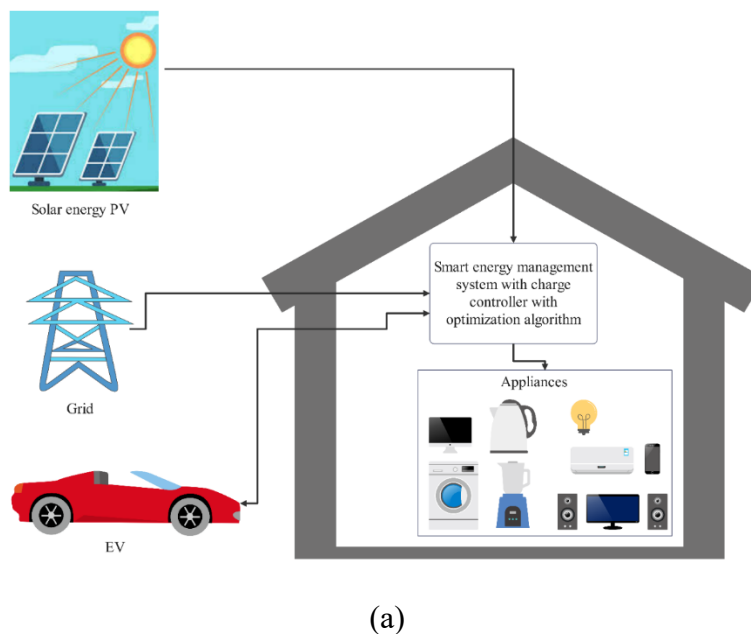 Solar energy PV
Smart energy management
system with charge
controller with
optimization algorithm
Grid
Appliances
EV
(a)